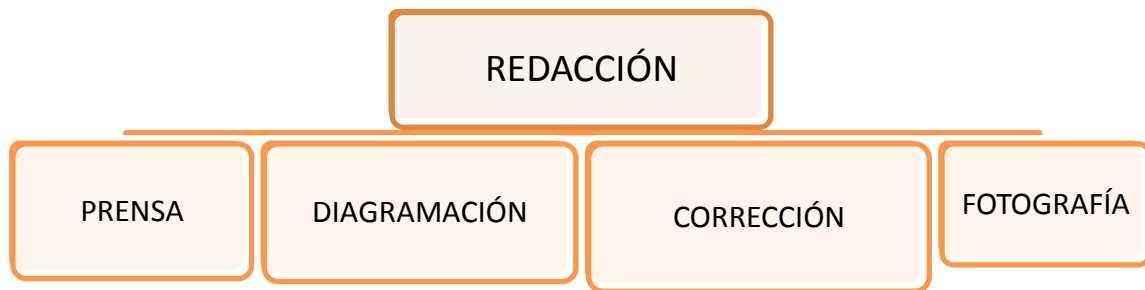 REDACCIÓN
PRENSA
DIAGRAMACIÓN
CORRECCIÓN
FOTOGRAFÍA